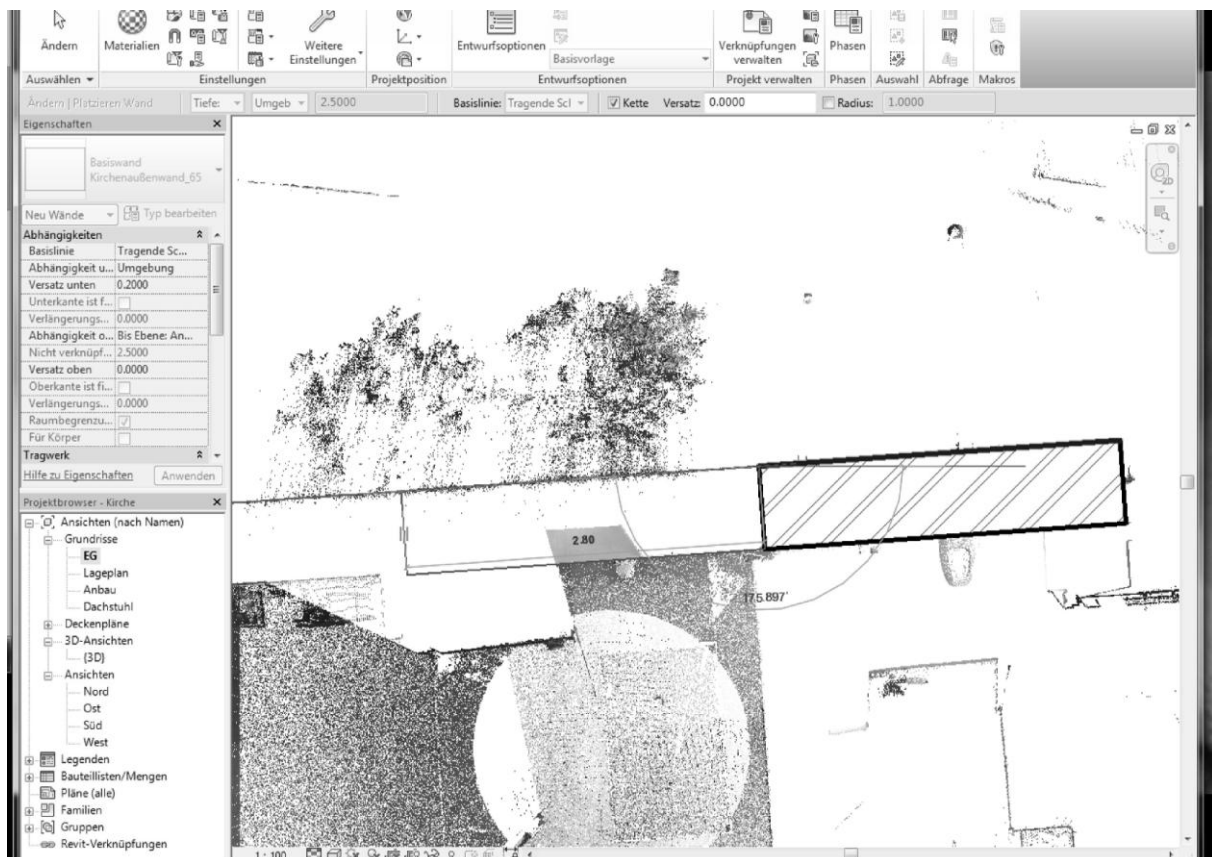 Ändern
Materialien
Weitere
Einstellungen
Entwurfsoptionen
Basisvorlage
Verknüpfungen
verwalten
Phasen
Auswählen
Einstellungen
Projektposition
Entwurfsoptionen
Projekt verwalten
Phasen
Auswahl
Abfrage
Makros
Ändern | Platzieren Wand
Tiefe:
Umgeb
2.5000
Basislinie:
Tragende Scl
Kette
Versatz:
0.0000
Radius:
1.0000
Eigenschaften
Basiswand
Kirchenaußenwand_65
Neu Wände
Typ bearbeiten
Abhängigkeiten
Basislinie Tragende Sc...
Abhängigkeit u... Umgebung
Versatz unten 0.2000
Unterkante ist f...
Verlängerungs... 0.0000
Abhängigkeit o... Bis Ebene: An...
Nicht verknüpf... 2.5000
Versatz oben 0.0000
Oberkante ist fi...
Verlängerungs... 0.0000
Raumbegrenzu...
Für Körper
Tragwerk
Hilfe zu Eigenschaften
Anwenden
Projektbrowser - Kirche
Ansichten (nach Namen)
Grundrisse
EG
Lageplan
Anbau
Dachstuhl
Deckenpläne
3D-Ansichten
{3D}
Ansichten
Nord
Ost
Süd
West
Legenden
Bauteillisten/Mengen
Pläne (alle)
Familien
Gruppen
Revit-Verknüpfungen
2D
2.80
175.897°
1 : 100